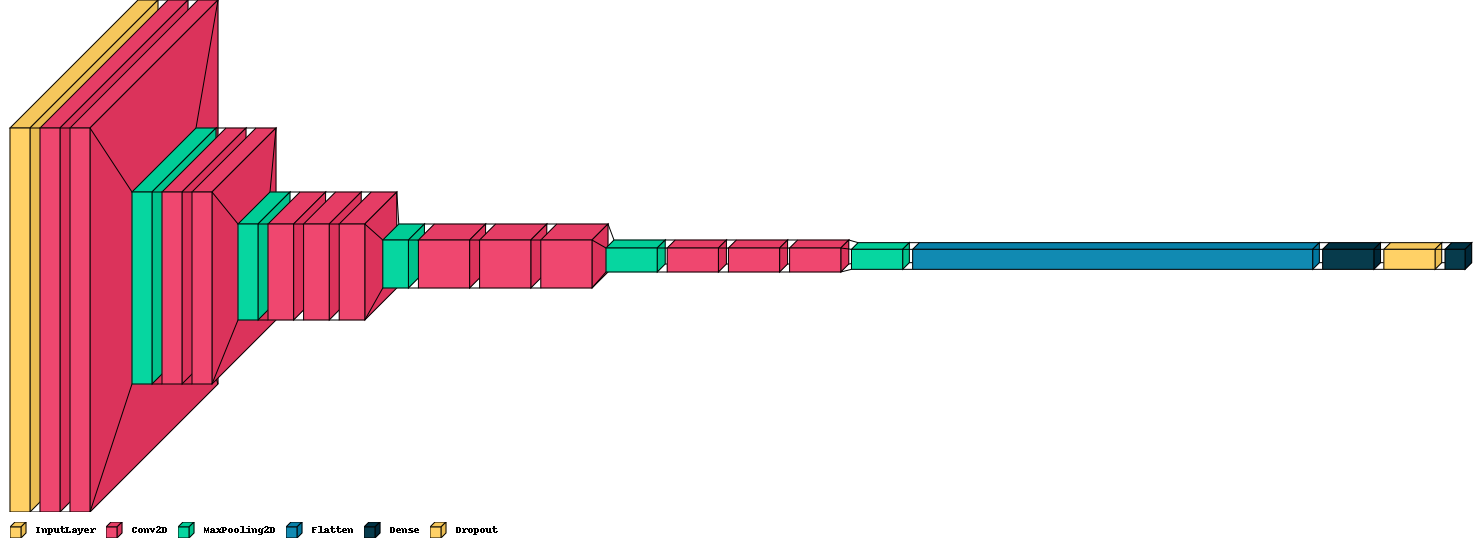 InputLayer Conv2D MaxPooling2D Flatten Dense Dropout